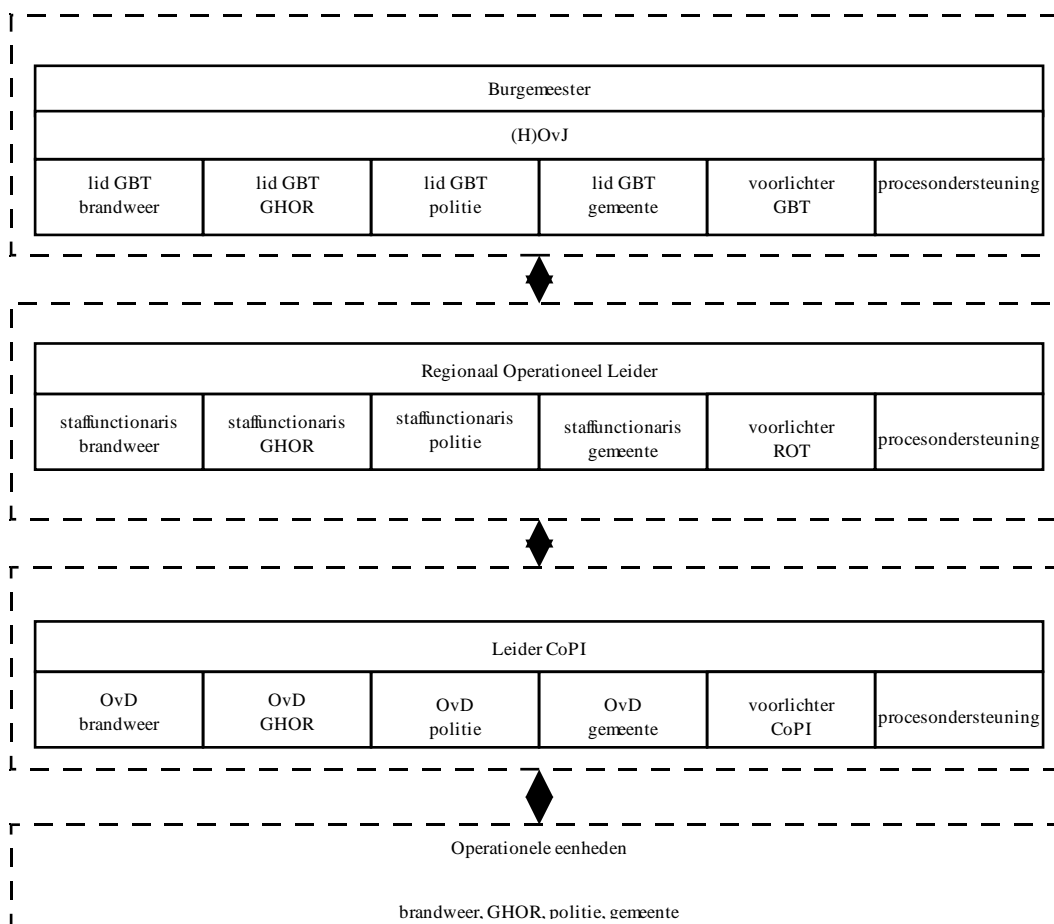 Burgemeester
(H)OvJ
lid GBT
brandweer
lid GBT
GHOR
lid GBT
politie
lid GBT
gemeente
voorlichter
GBT
procesondersteuning
Regionaal Operationeel Leider
staffunctionaris
brandweer
staffunctionaris
GHOR
staffunctionaris
politie
staffunctionaris
gemeente
voorlichter
ROT
procesondersteuning
Leider CoPI
OvD
brandweer
OvD
GHOR
OvD
politie
OvD
gemeente
voorlichter
CoPI
procesondersteuning
Operationele eenheden
brandweer, GHOR, politie, gemeente